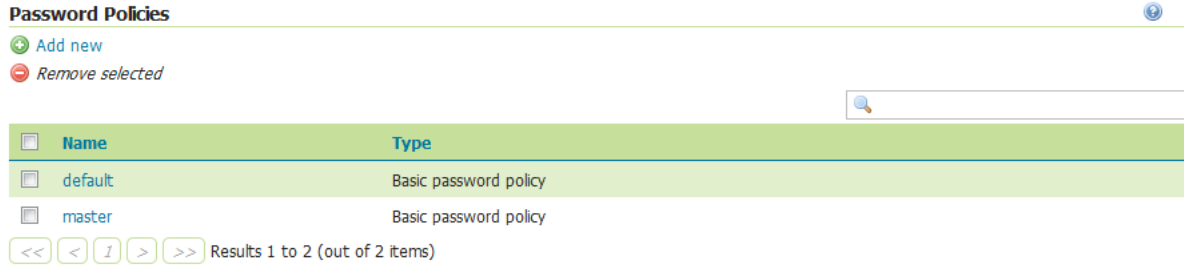 Password Policies
Add new
Remove selected
Name Type
default Basic password policy
master Basic password policy
<< < 1 > >> Results 1 to 2 (out of 2 items)